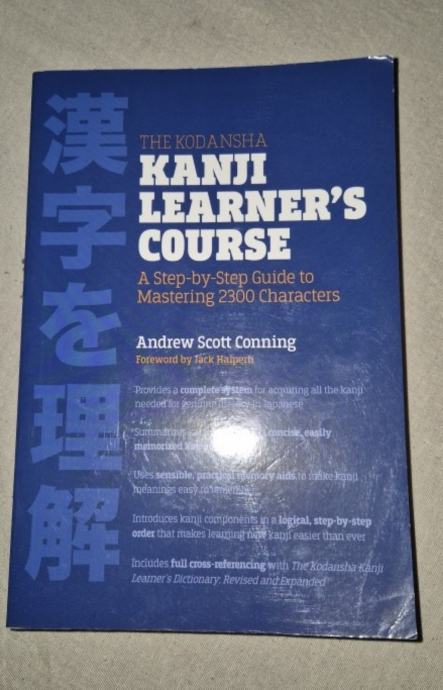 漢字を理解
THE KODANSHA
KANJI
LEARNER'S
COURSE
A Step-by-Step Guide to
Mastering 2300 Characters
Andrew Scott Conning
Foreword by Jack Halpern
Provides a complete system for acquiring all the kanji
needed for genuine literacy in Japanese
concise, easily
memorized
Uses sensible, practical memory aids to make kanji
meanings easy to remember
Introduces kanji components in a logical, step-by-step
order that makes learning new kanji easier than ever
Includes full cross-referencing with The Kodansha Kanji
Learner's Dictionary: Revised and Expanded